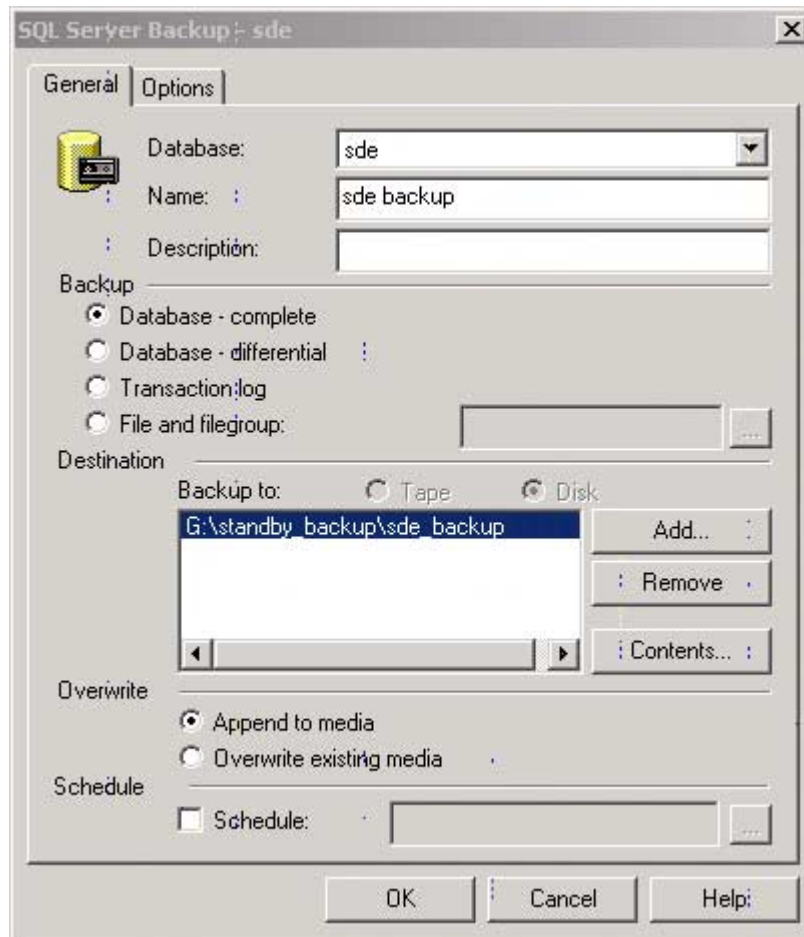 SQL Server Backup - sde
General Options
Database: sde
Name: sde backup
Description:
Backup
Database - complete
Database - differential
Transaction log
File and filegroup: ...
Destination
Backup to: Tape Disk
G:\standby_backup\sde_backup
Add...
Remove
Contents...
Overwrite
Append to media
Overwrite existing media
Schedule
Schedule: ...
OK Cancel Help